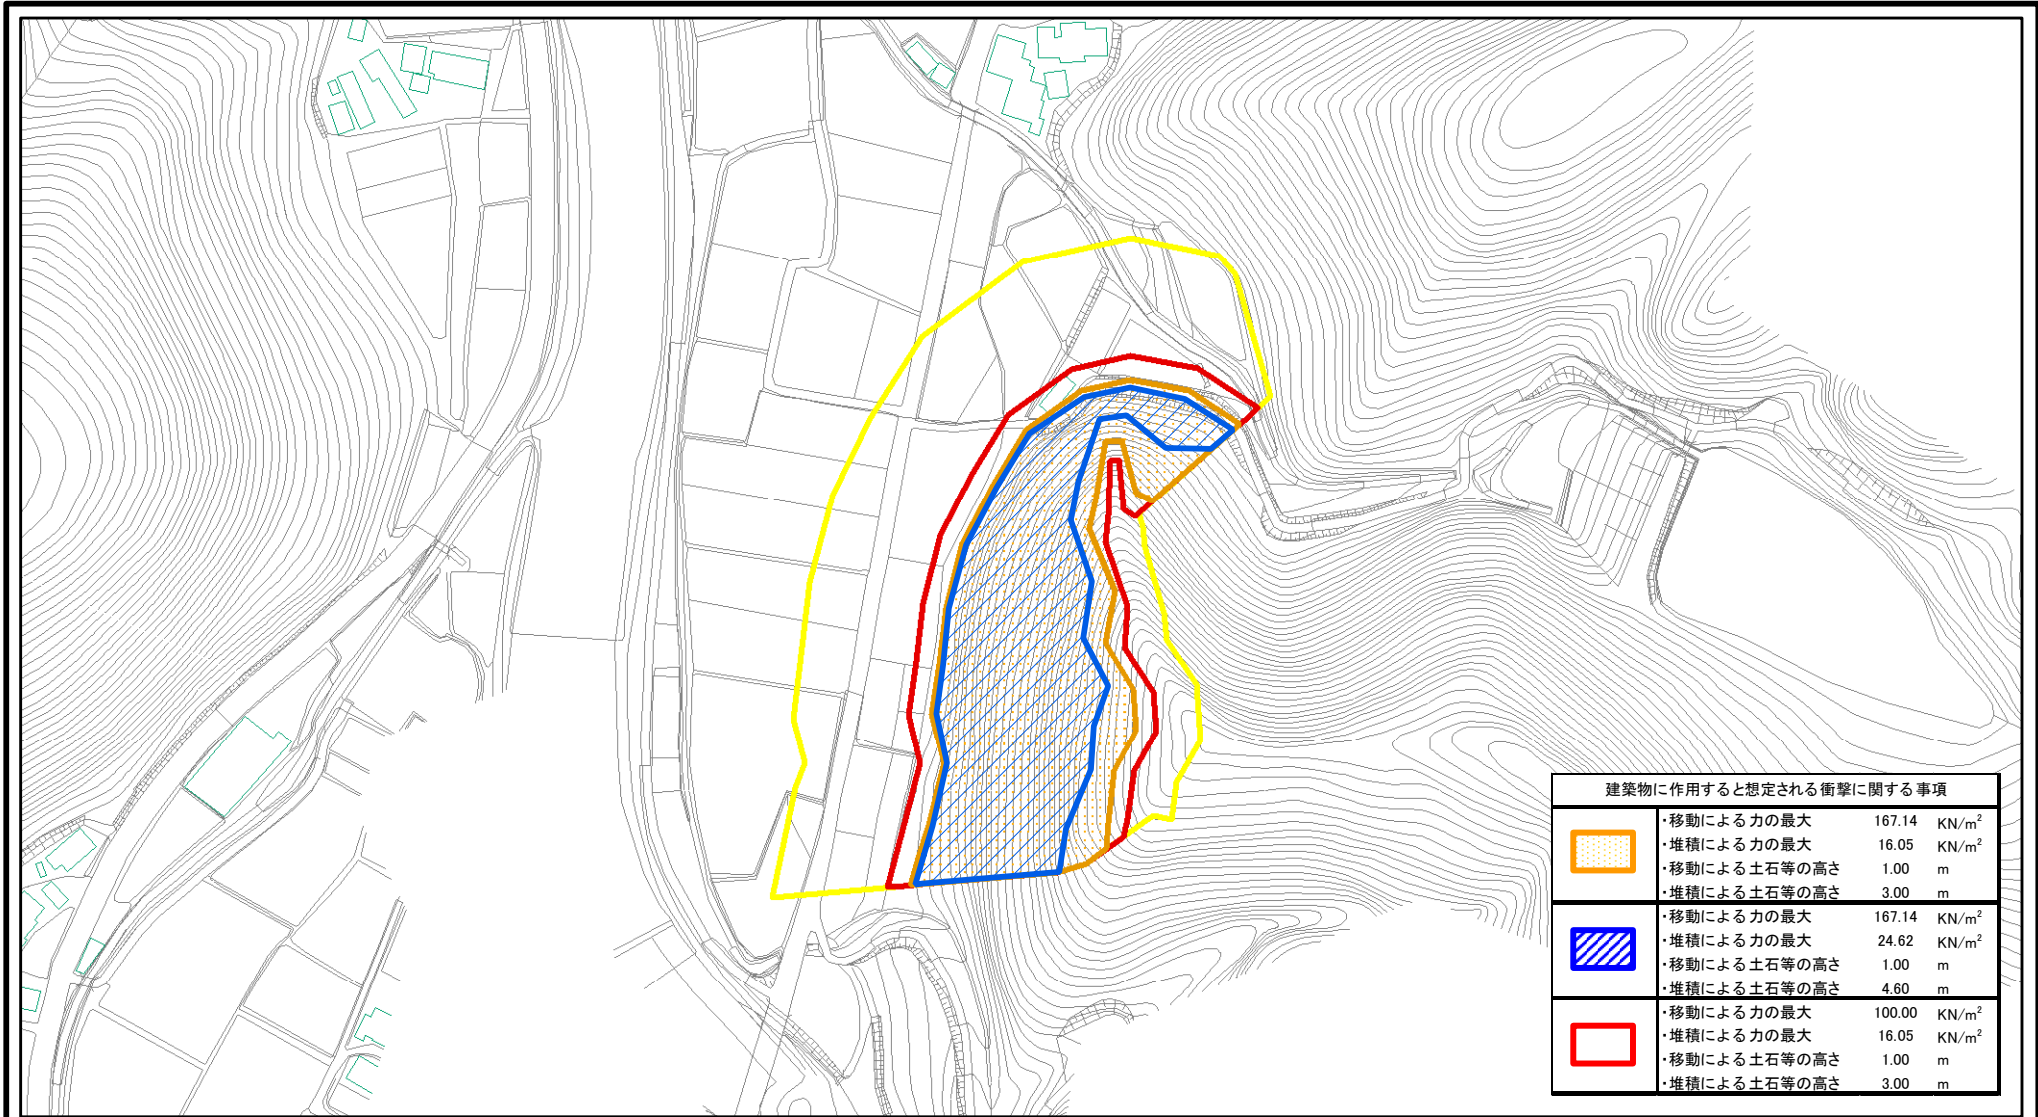 建築物に作用すると想定される衝撃に関する事項
・移動による力の最大 167.14 KN/m²
・堆積による力の最大 16.05 KN/m²
・移動による土石等の高さ 1.00 m
・堆積による土石等の高さ 3.00 m
・移動による力の最大 167.14 KN/m²
・堆積による力の最大 24.62 KN/m²
・移動による土石等の高さ 1.00 m
・堆積による土石等の高さ 4.60 m
・移動による力の最大 100.00 KN/m²
・堆積による力の最大 16.05 KN/m²
・移動による土石等の高さ 1.00 m
・堆積による土石等の高さ 3.00 m